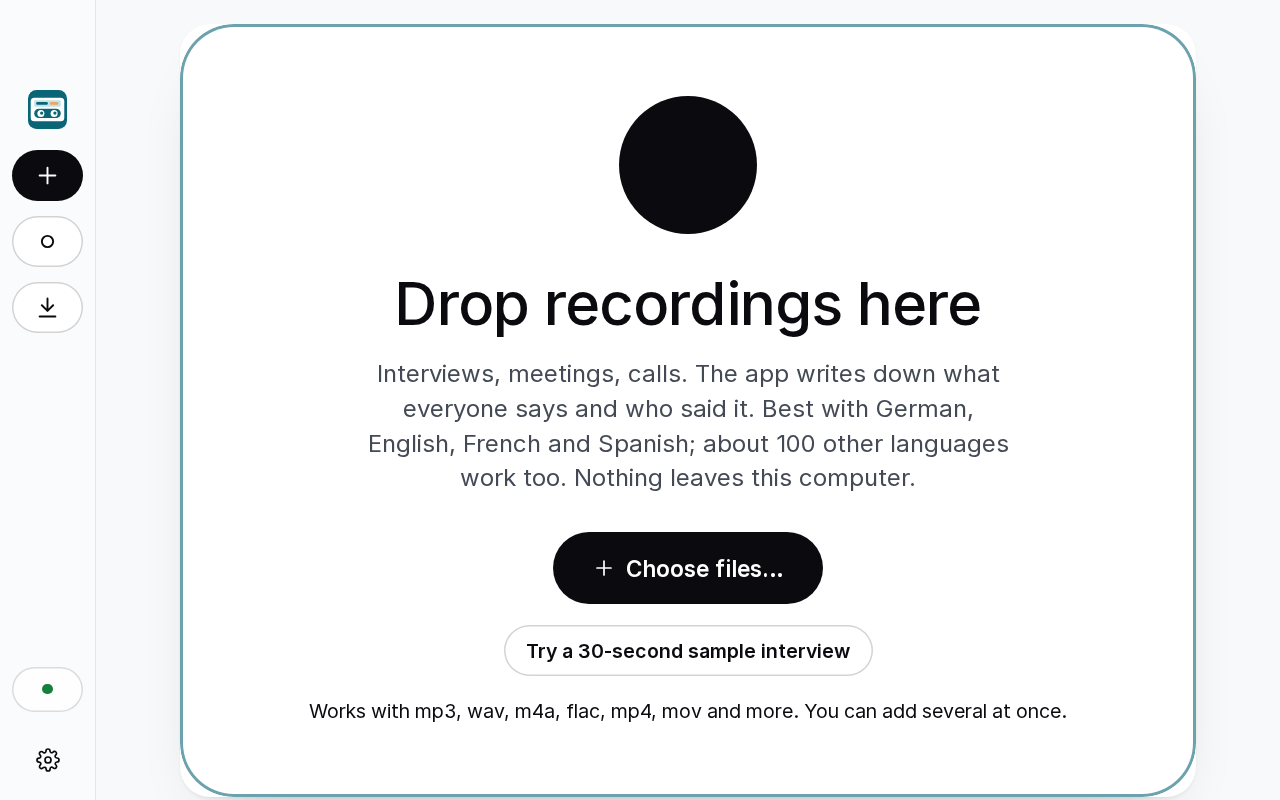 Drop recordings here
Interviews, meetings, calls. The app writes down what
everyone says and who said it. Best with German,
English, French and Spanish; about 100 other languages
work too. Nothing leaves this computer.
Choose files...
Try a 30-second sample interview
Works with mp3, wav, m4a, flac, mp4, mov and more. You can add several at once.